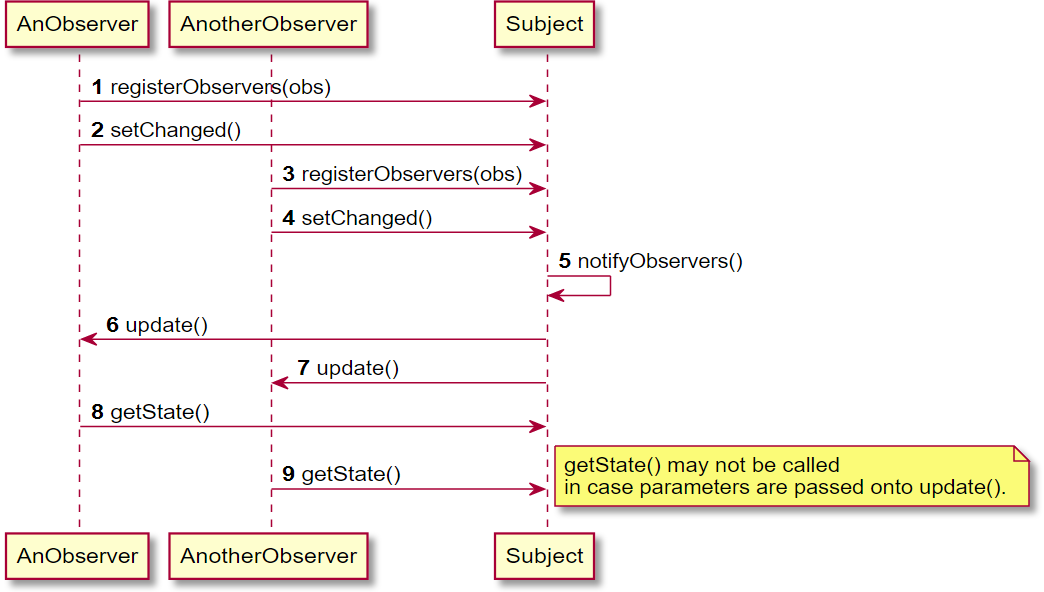 AnObserver AnotherObserver Subject
1 registerObservers(obs)
2 setChanged()
3 registerObservers(obs)
4 setChanged()
5 notifyObservers()
6 update()
7 update()
8 getState()
9 getState()
getState() may not be called
in case parameters are passed onto update().
AnObserver AnotherObserver Subject